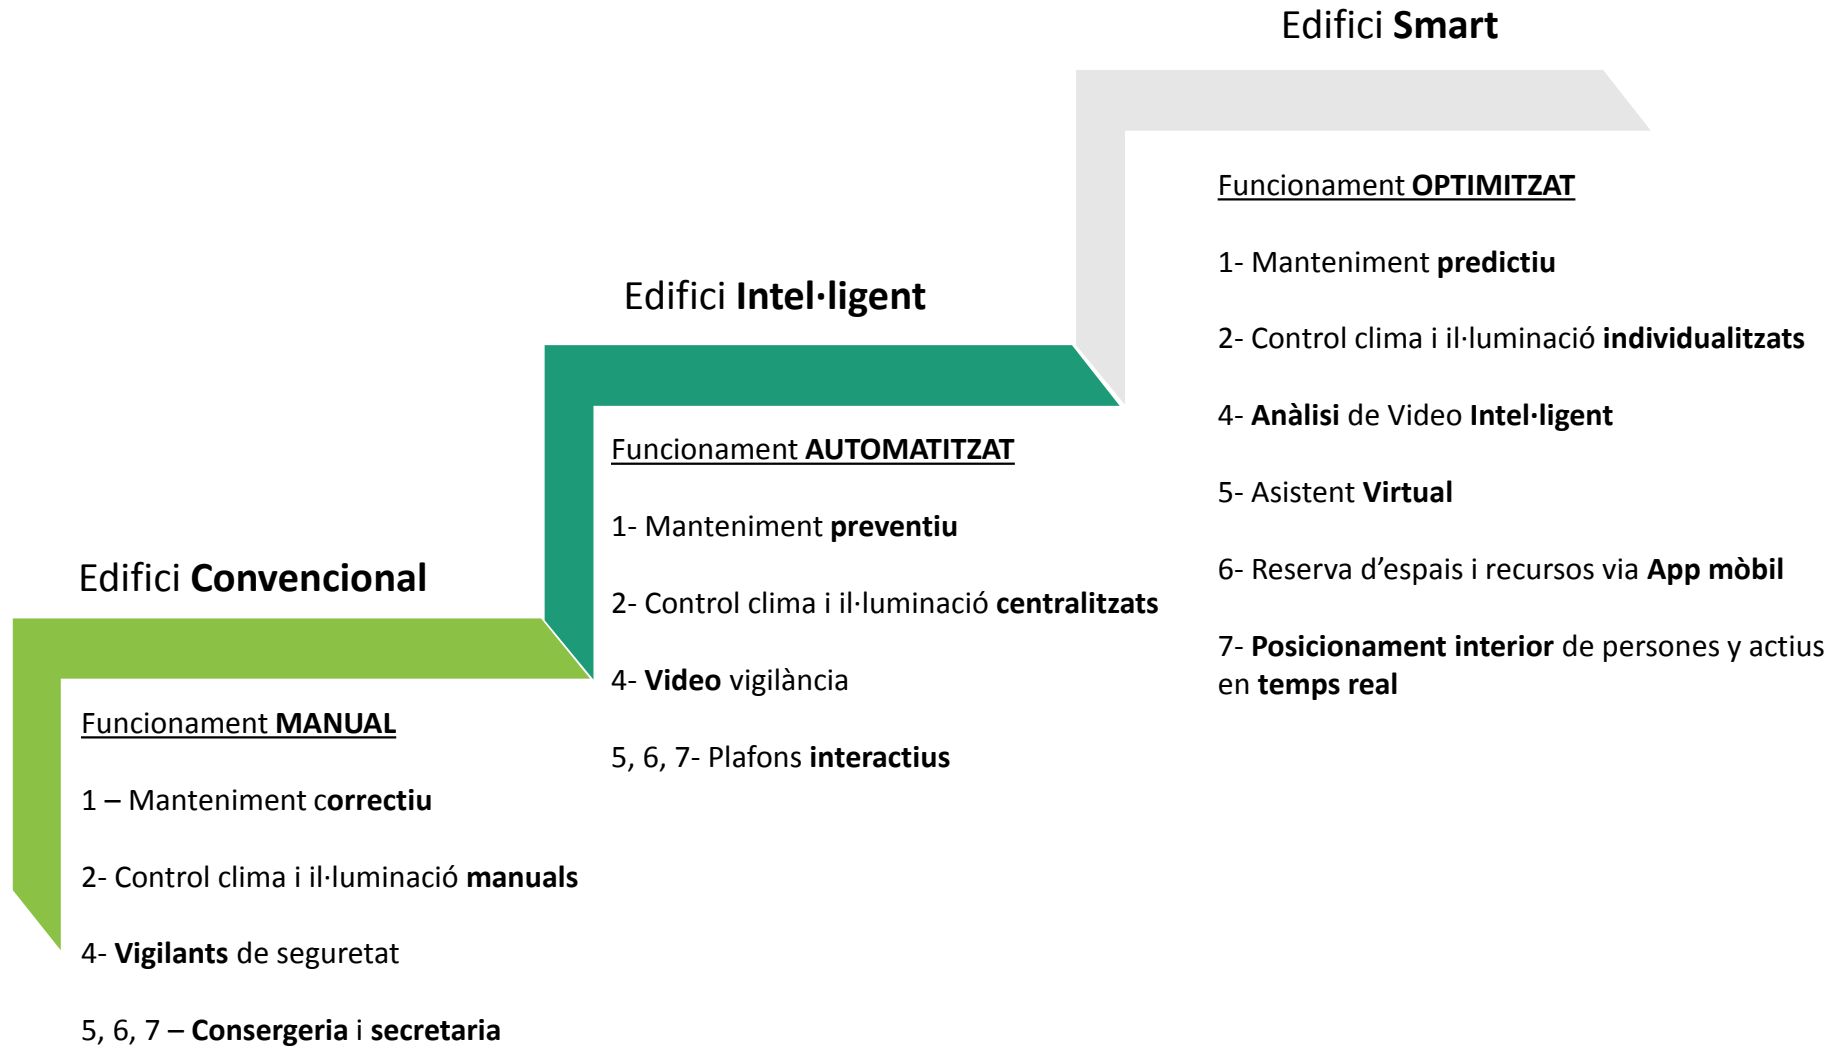 Edifici Smart
Funcionament OPTIMITZAT
1- Manteniment predictiu
2- Control clima i il·luminació individualitzats
4- Anàlisi de Video Intel·ligent
5- Asistent Virtual
6- Reserva d’espais i recursos via App mòbil
7- Posicionament interior de persones y actius
en temps real
Edifici Intel·ligent
Funcionament AUTOMATITZAT
1- Manteniment preventiu
2- Control clima i il·luminació centralitzats
4- Video vigilància
5, 6, 7- Plafons interactius
Edifici Convencional
Funcionament MANUAL
1 – Manteniment correctiu
2- Control clima i il·luminació manuals
4- Vigilants de seguretat
5, 6, 7 – Consergeria i secretaria